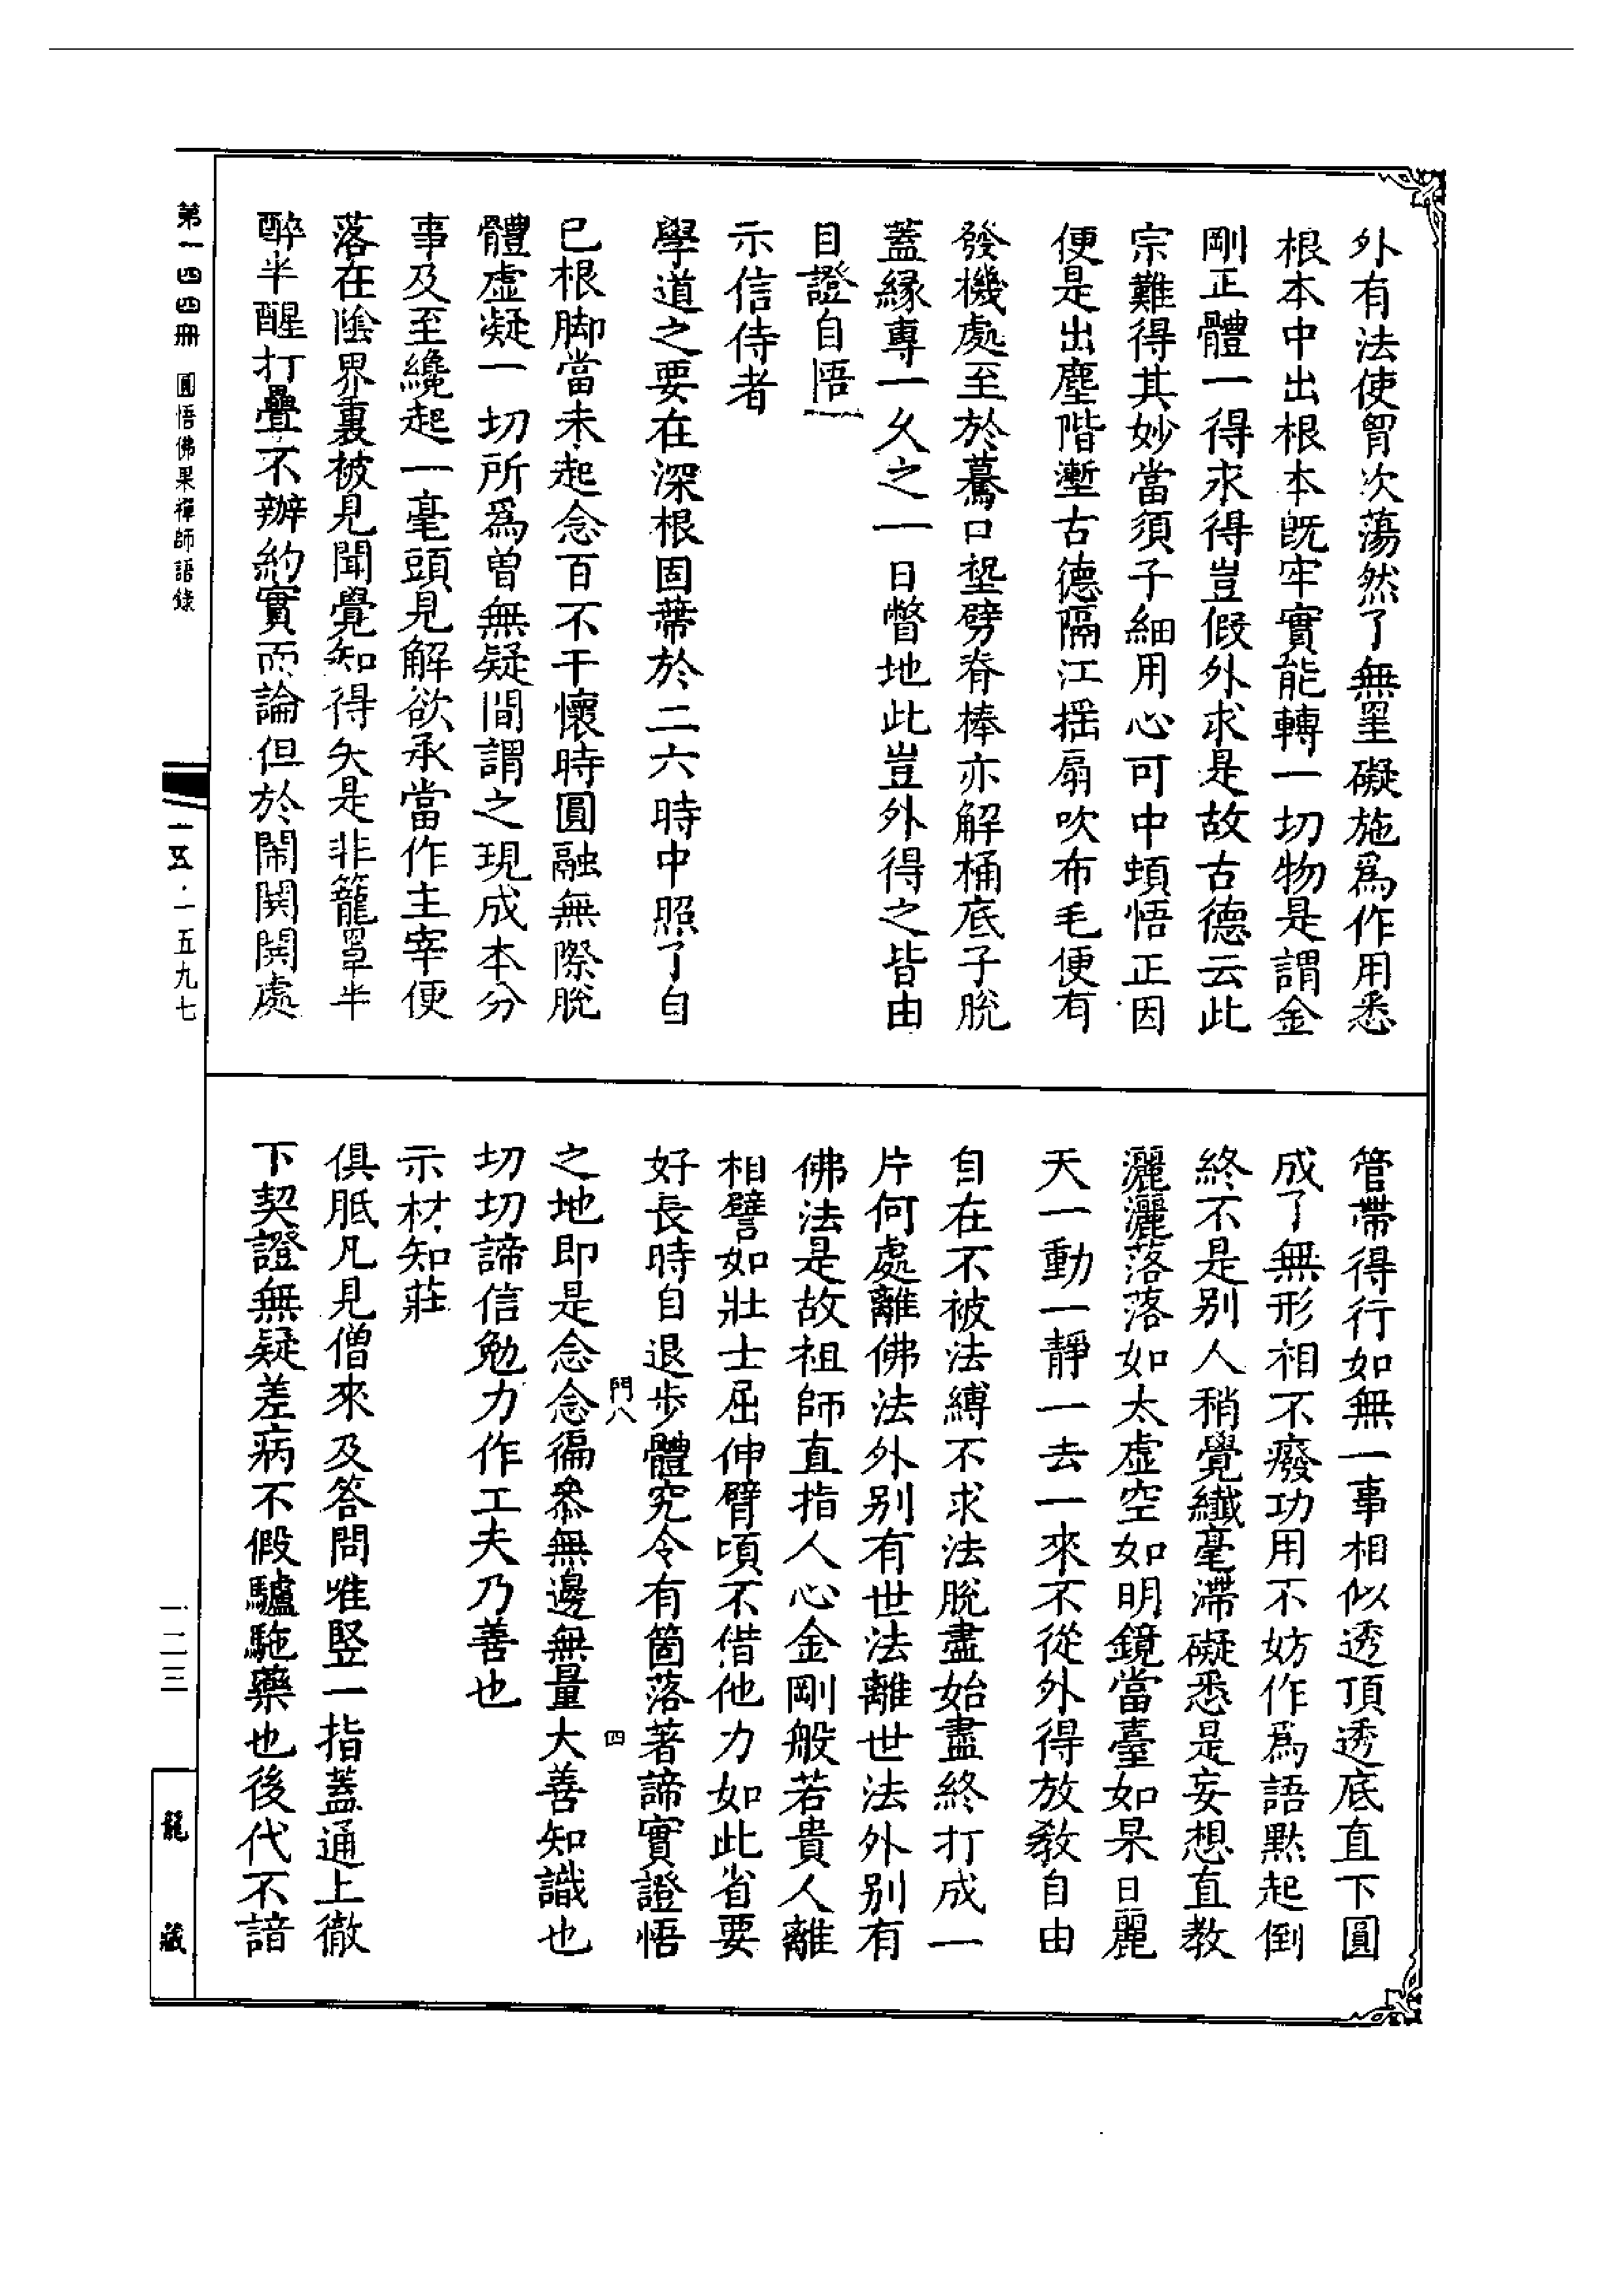 外有法使胷次蕩然了無罣礙施爲作用悉
根本中出根本旣牢實能轉一切物是謂金
剛正體一得求得豈假外求是故古德云此
宗難得其妙當須子細用心可中頓悟正因
便是出塵階漸古德隔江揺扇吹布毛便有
發機處至於驀口埿劈脊棒亦解桶底子脫
蓋緣專一久之一日瞥地此豈外得之皆由
自證自悟
示信侍者
學道之要在深根固蔕於二六時中照了自
已根脚當未起念百不干懷時圓融無際脫
體虛凝一切所爲曾無疑間謂之現成本分
事及至纔起一毫頭見解欲承當作主宰便
落在陰界裏被見聞覺知得失是非籠罩半
醉半醒打疊不辦約實而論但於鬧閧閧處
管帶得行如無一事相似透頂透底直下圓
成了無形相不癈功用不妨作爲語黙起倒
終不是别人稍覺纎毫滯礙悉是妄想直教
灑灑落落如太虛空如明鏡當臺如杲日麗
天一動一靜一去一來不從外得放教自由
自在不被法縛不求法脫盡始盡終打成一
片何處離佛法外别有世法離世法外别有
佛法是故祖師直指人心金剛般若貴人離
相譬如壯士屈伸臂頃不借他力如此省要
好長時自退步體究令有箇落著諦實證悟
門八 四
之地即是念念徧叅無邊無量大善知識也
切切諦信勉力作工夫乃善也
示材知莊
俱胝凡見僧來及答問唯竪一指蓋通上徹
下契證無疑差病不假驢䭾藥也後代不諳
第一四四冊 圓悟佛果禪師語錄
一五·一五九七
一二三
龍藏